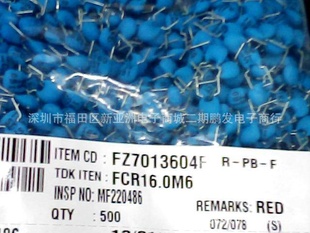 深圳市福田区新亚洲电子商城二期鹏发电子商行
ITEM CD : FZ7013604F R-PB-F
TDK ITEN : FCR16.0M6
INSP NO: MF220486
REMARKS: RED
QTY : 500
072/078 (S)